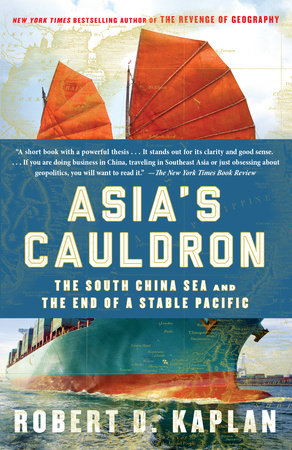 NEW YORK TIMES BESTSELLING AUTHOR OF THE REVENGE OF GEOGRAPHY
"A short book with a powerful thesis . . . It stands out for its clarity and good sense.
. . . If you are doing business in China, traveling in Southeast Asia or just obsessing about
geopolitics, you will want to read it." —The New York Times Book Review
ASIA'S
CAULDRON
THE SOUTH CHINA SEA AND
THE END OF A STABLE PACIFIC
ROBERT D. KAPLAN